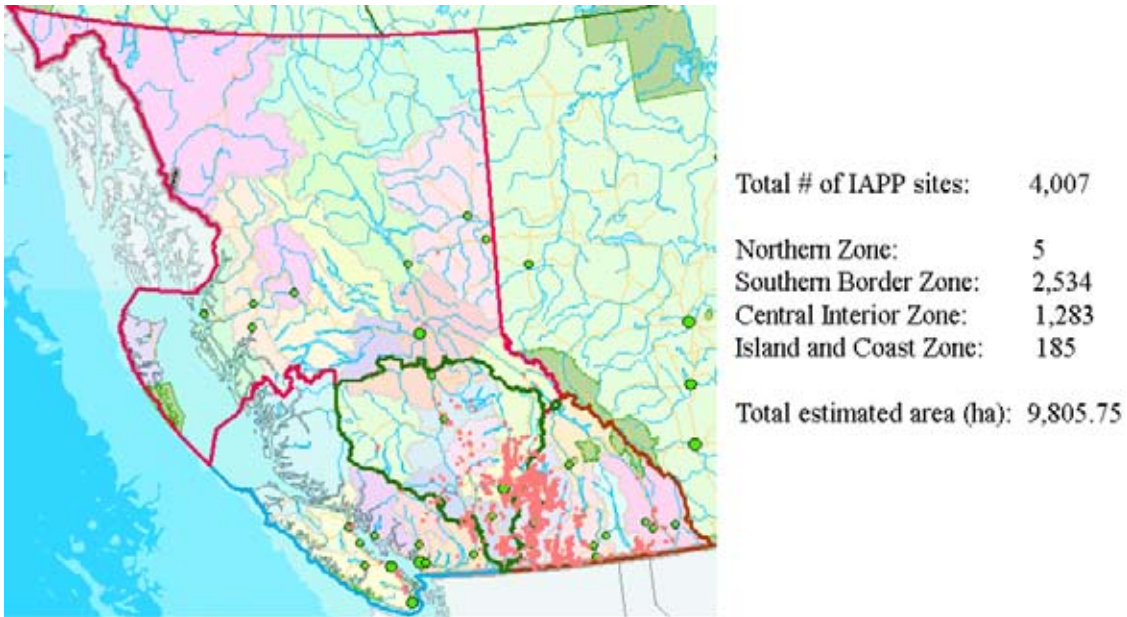 Total # of IAPP sites: 4,007
Northern Zone: 5
Southern Border Zone: 2,534
Central Interior Zone: 1,283
Island and Coast Zone: 185
Total estimated area (ha): 9,805.75